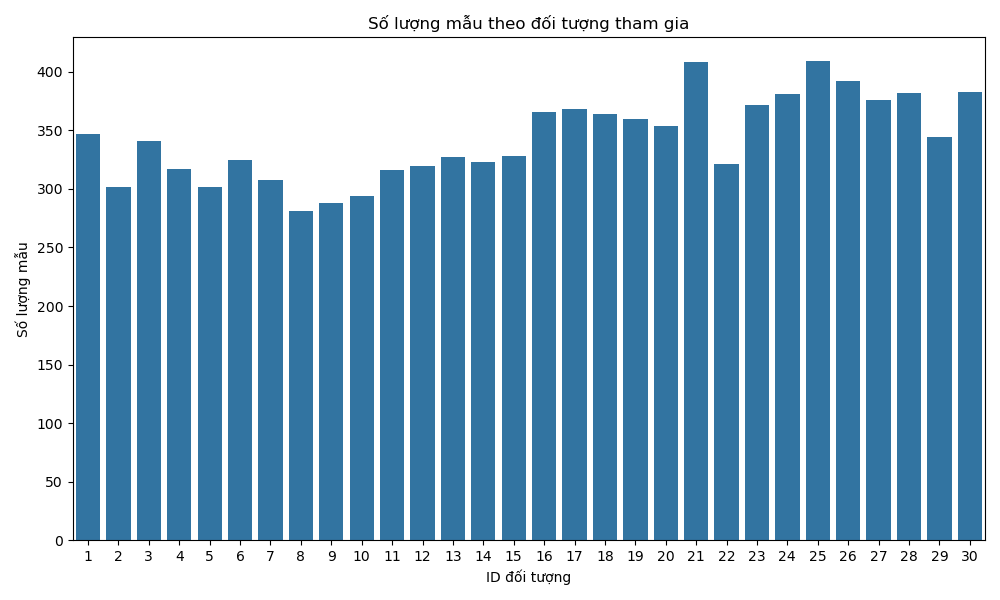 Số lượng mẫu theo đối tượng tham gia
400
350
300
250
200
150
100
50
0
Số lượng mẫu
1 2 3 4 5 6 7 8 9 10 11 12 13 14 15 16 17 18 19 20 21 22 23 24 25 26 27 28 29 30
ID đối tượng